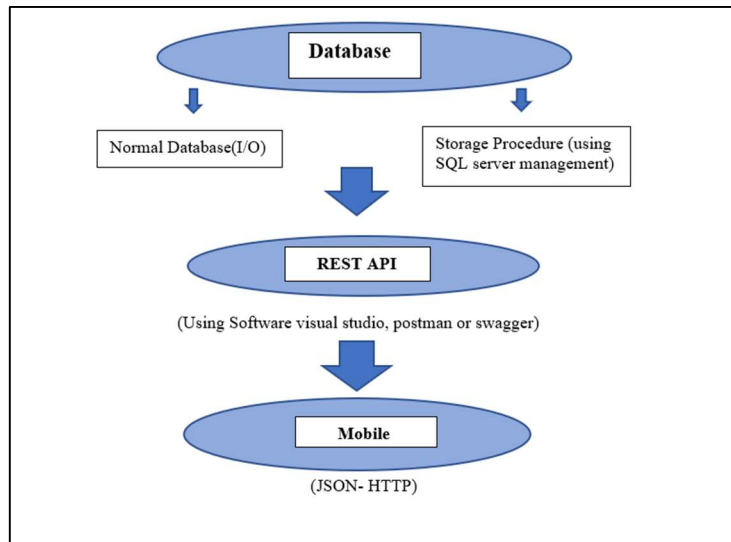 Database
Normal Database(I/O)
Storage Procedure (using
SQL server management)
REST API
(Using Software visual studio, postman or swagger)
Mobile
(JSON- HTTP)